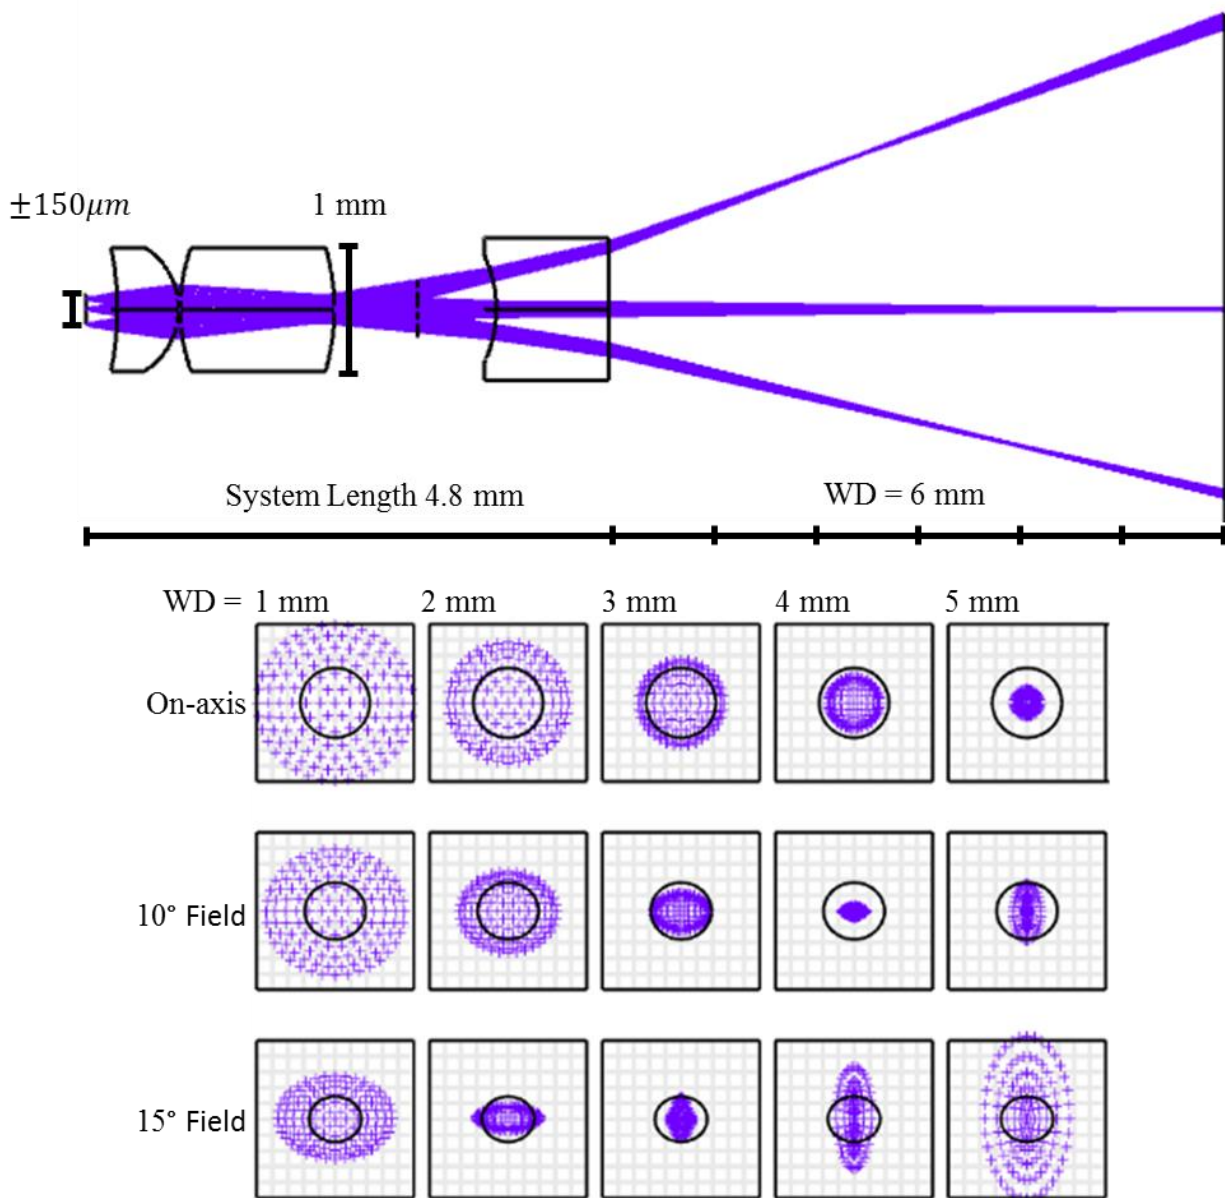 ±150μm
1 mm
System Length 4.8 mm
WD = 6 mm
WD = 1 mm 2 mm 3 mm 4 mm 5 mm
On-axis
10° Field
15° Field